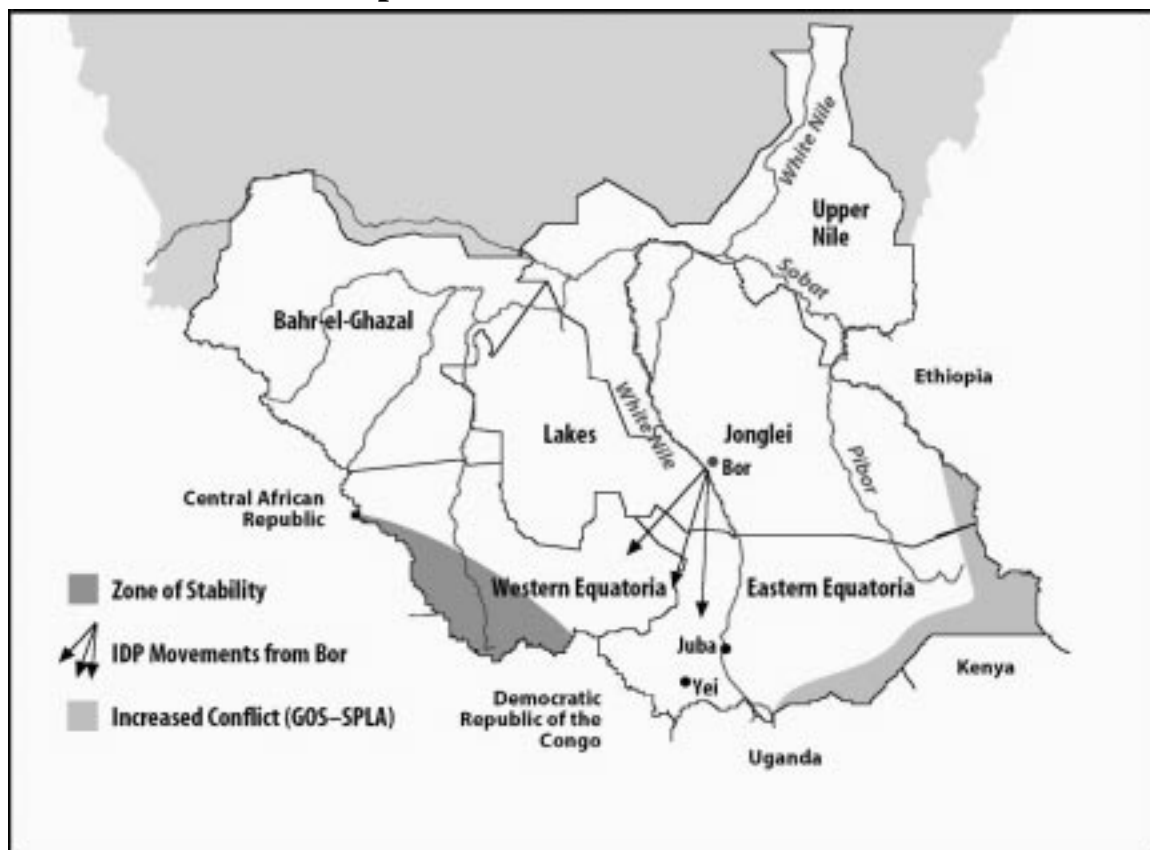 White Nile
Upper
Nile
Sobat
Bahr-el-Ghazal
Ethiopia
White Nile
Lakes
Jonglei
Bor
Pibor
Central African
Republic
Zone of Stability
Western Equatoria
Eastern Equatoria
IDP Movements from Bor
Juba
Kenya
Yei
Democratic
Republic of the
Congo
Increased Conflict (GOS–SPLA)
Uganda